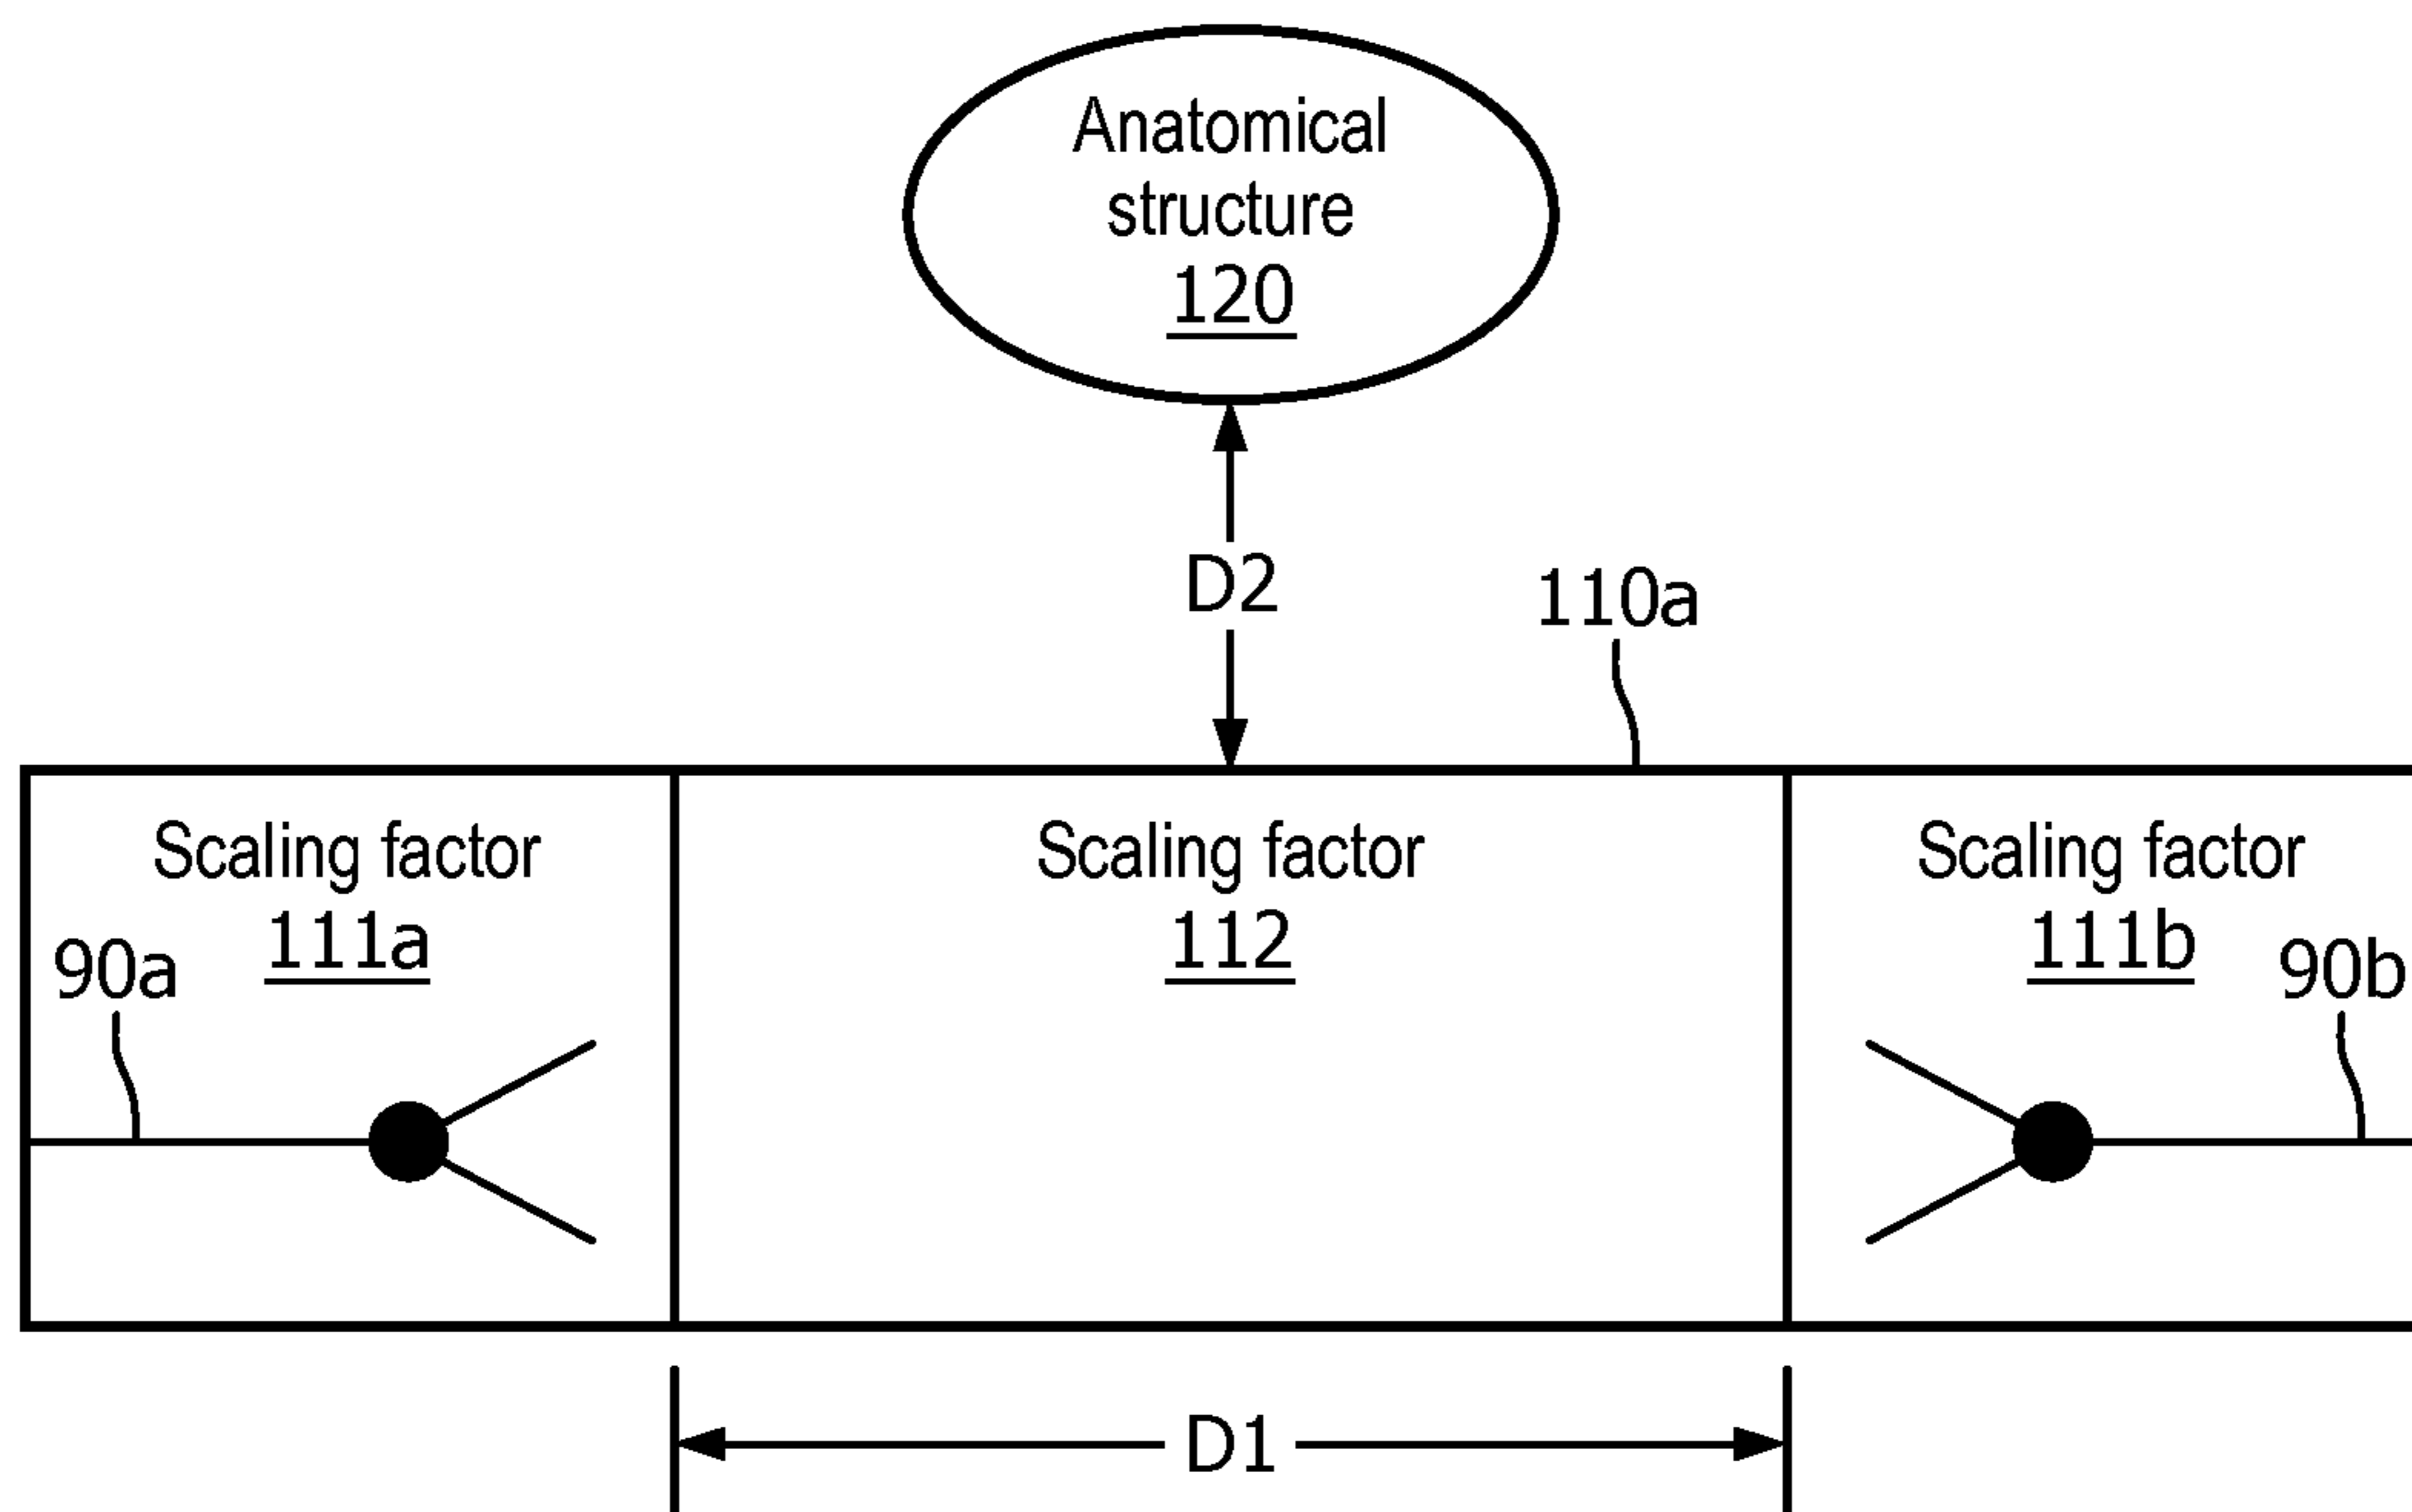 Anatomical
structure
120
D2
110a
Scaling factor
111a
90a
Scaling factor
112
Scaling factor
111b
90b
D1